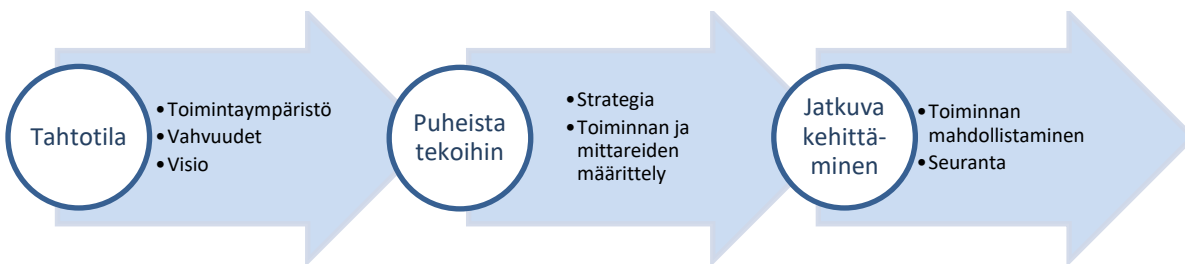 Tahtotila
•Toimintaympäristö
•Vahvuudet
•Visio
Puheista
tekoihin
•Strategia
•Toiminnan ja
mittareiden
määrittely
Jatkuva
kehittä-
minen
•Toiminnan
mahdollistaminen
•Seuranta